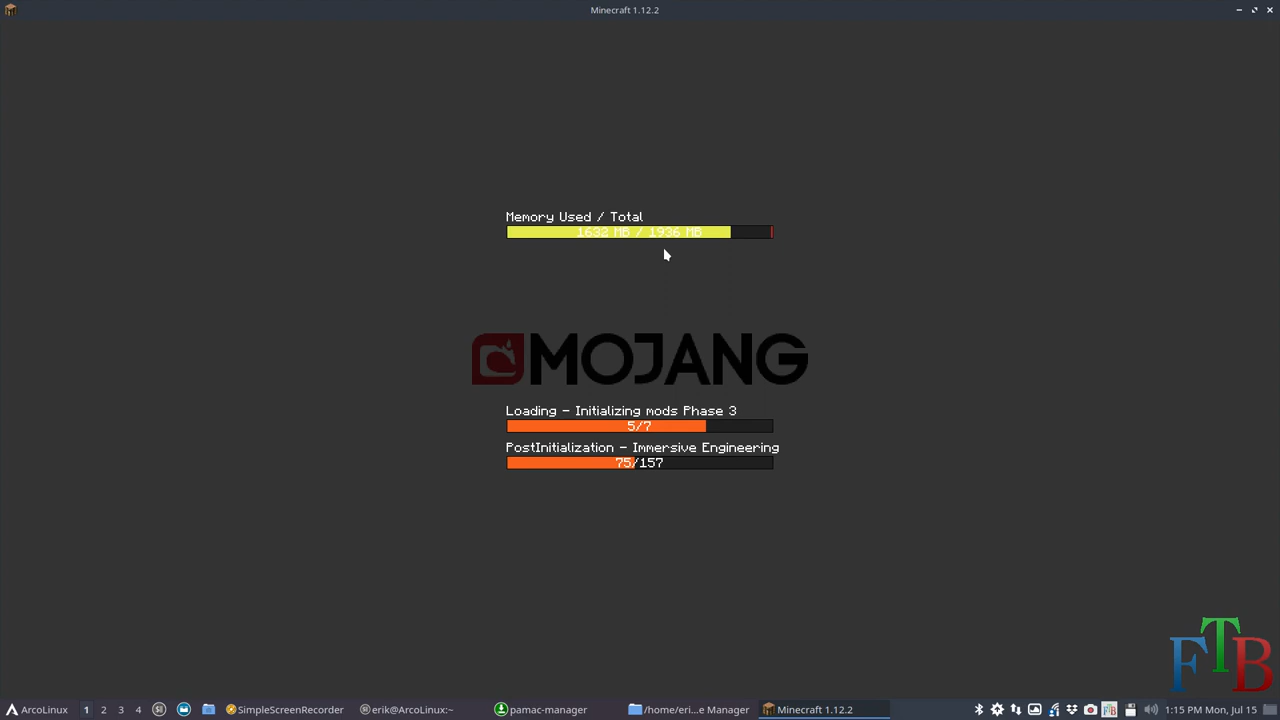 Minecraft 1.12.2
Memory Used / Total
1632 MB / 1936 MB
MOJANG
Loading - Initializing mods Phase 3
5/7
PostInitialization - Immersive Engineering
75/157
FTB
ArcoLinux
1
2
3
4
SimpleScreenRecorder
erik@ArcoLinux:~
pamac-manager
/home/eri...e Manager
Minecraft 1.12.2
1:15 PM Mon, Jul 15